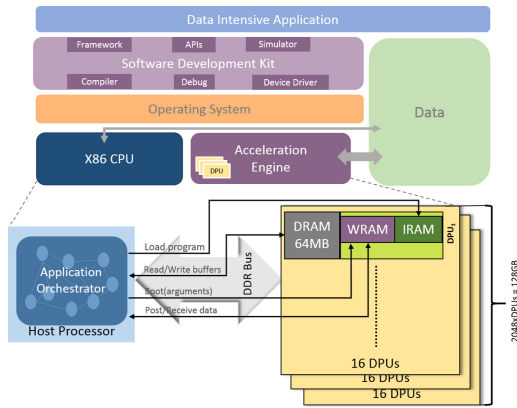 Data Intensive Application
Framework
APIs
Simulator
Software Development Kit
Compiler
Debug
Device Driver
Operating System
Data
X86 CPU
Acceleration
Engine
DPU
DRAM
64MB
WRAM
IRAM
DPU1
Load program
Read/Write buffers
Boot(arguments)
Post/Receive data
DDR Bus
Application
Orchestrator
Host Processor
16 DPUs
16 DPUs
16 DPUs
2048xDPUs = 128GB